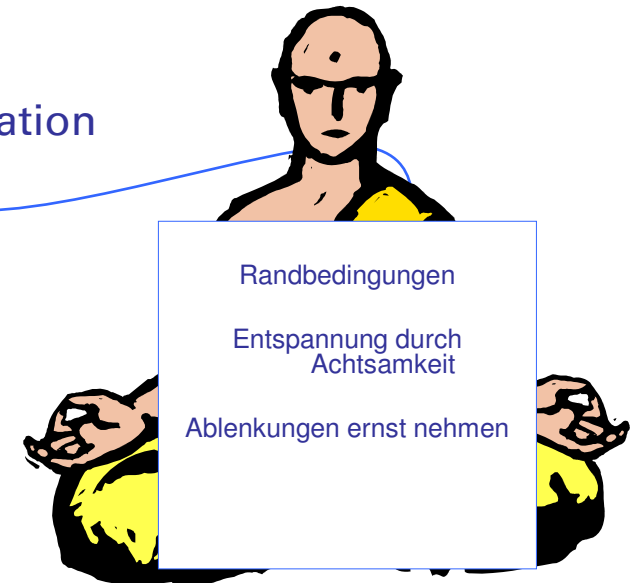 ation
Randbedingungen
Entspannung durch
Achtsamkeit
Ablenkungen ernst nehmen